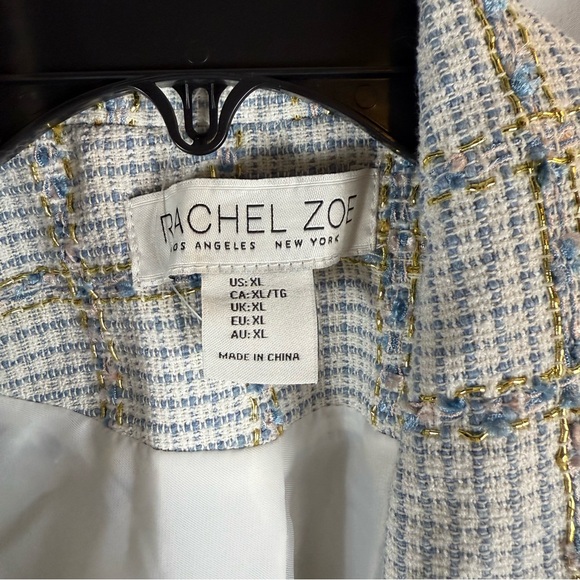 RACHEL ZOE
LOS ANGELES NEW YORK
US: XL
CA: XL/TG
UK: XL
EU: XL
AU: XL
MADE IN CHINA